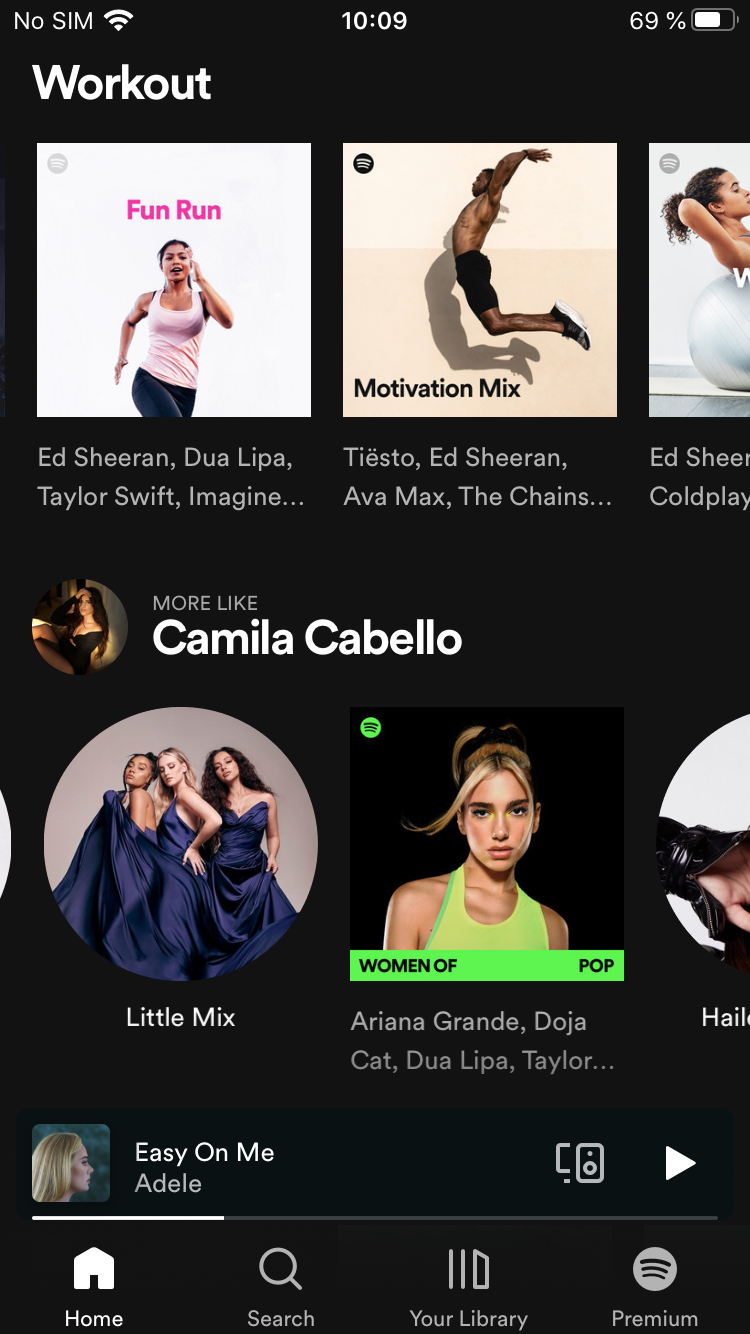 No SIM 10:09 69 %
Workout
Fun Run
Motivation Mix
W
Ed Sheeran, Dua Lipa,
Taylor Swift, Imagine...
Tiësto, Ed Sheeran,
Ava Max, The Chains...
Ed Sheer
Coldplay
MORE LIKE
Camila Cabello
WOMEN OF POP
Little Mix
Ariana Grande, Doja
Cat, Dua Lipa, Taylor...
Haile
Easy On Me
Adele
Home Search Your Library Premium